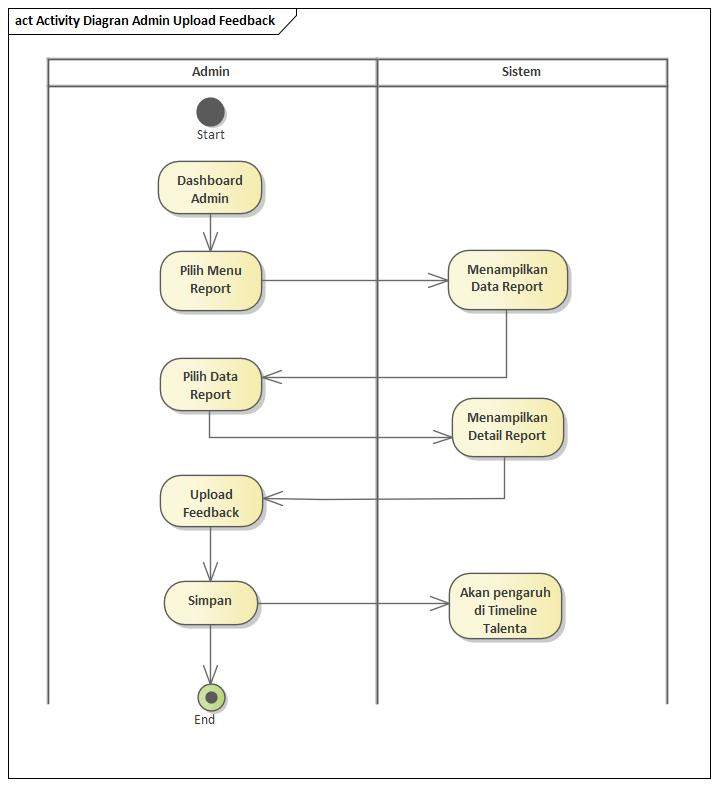 act Activity Diagran Admin Upload Feedback
Admin
Sistem
Start
Dashboard
Admin
Pilih Menu
Report
Menampilkan
Data Report
Pilih Data
Report
Menampilkan
Detail Report
Upload
Feedback
Simpan
Akan pengaruh
di Timeline
Talenta
End